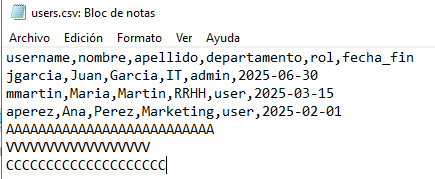 users.csv: Bloc de notas
Archivo Edición Formato Ver Ayuda
username,nombre,apellido,departamento,rol,fecha_fin
jgarcia,Juan,Garcia,IT,admin,2025-06-30
mmartin,Maria,Martin,RRHH,user,2025-03-15
aperez,Ana,Perez,Marketing,user,2025-02-01
AAAAAAAAAAAAAAAAAAAAAAAAAA
VVVVVVVVVVVVVVVVVV
CCCCCCCCCCCCCCCCCCCC